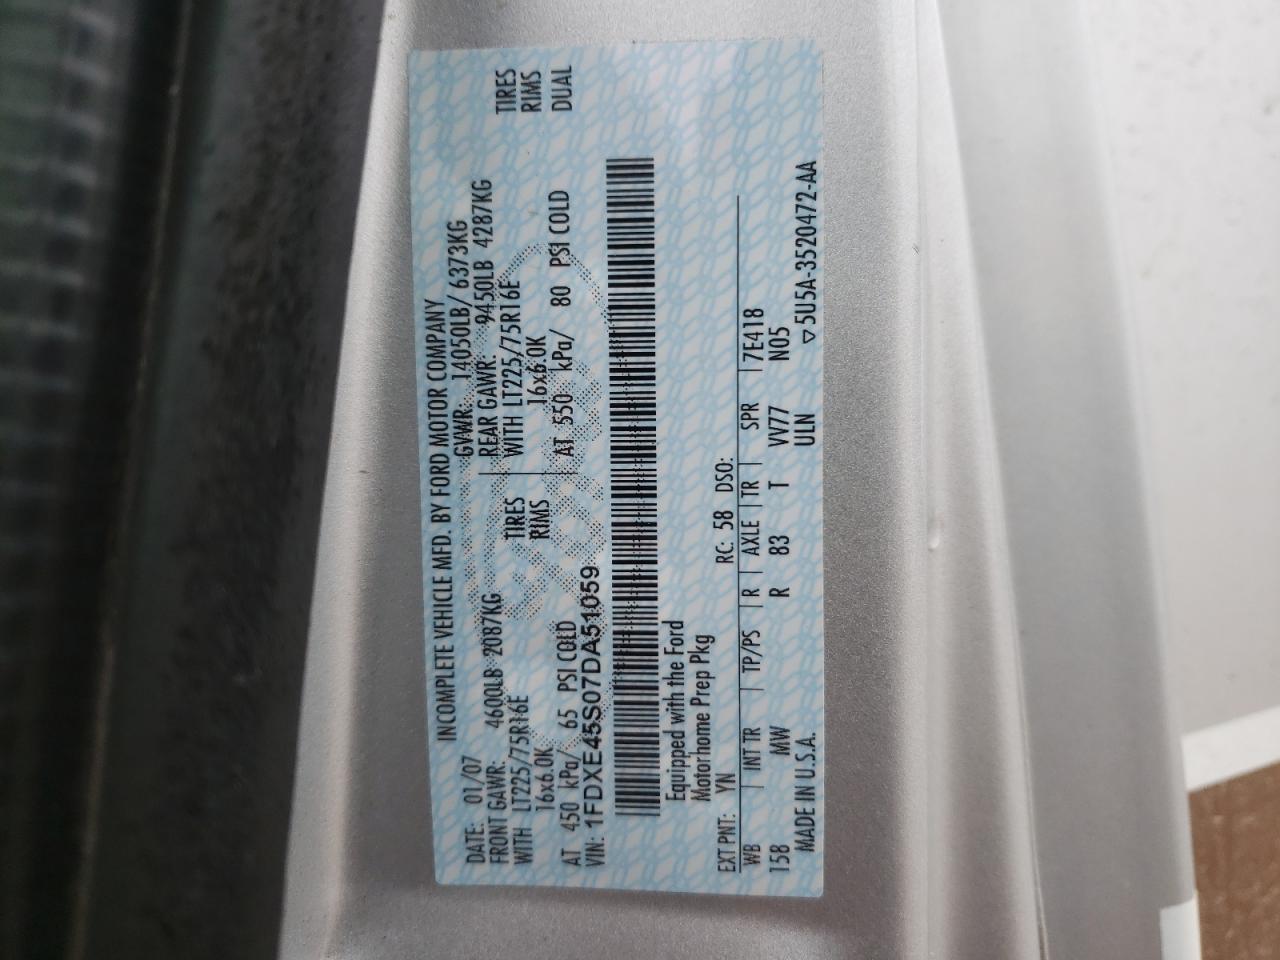 INCOMPLETE VEHICLE MFD. BY FORD MOTOR COMPANY
DATE: 01/07 GVWR: 14050LB/ 6373KG
FRONT GAWR: 4600LB 2087KG REAR GAWR: 9450LB 4287KG
WITH LT225/75R16E TIRES WITH LT225/75R16E TIRES
16x6.0K RIMS 16x6.0K RIMS
AT 450 kPa/ 65 PSI COLD AT 550 kPa/ 80 PSI COLD DUAL
VIN: 1FDXE45S07DA51059
Equipped with the Ford
Motorhome Prep Pkg
EXT PNT: YN RC: 58 DSO:
WB INT TR TP/PS R AXLE TR SPR 7E418
158 MW R 83 T VV77 N05
MADE IN U.S.A. ULN ▽5U5A-3520472-AA